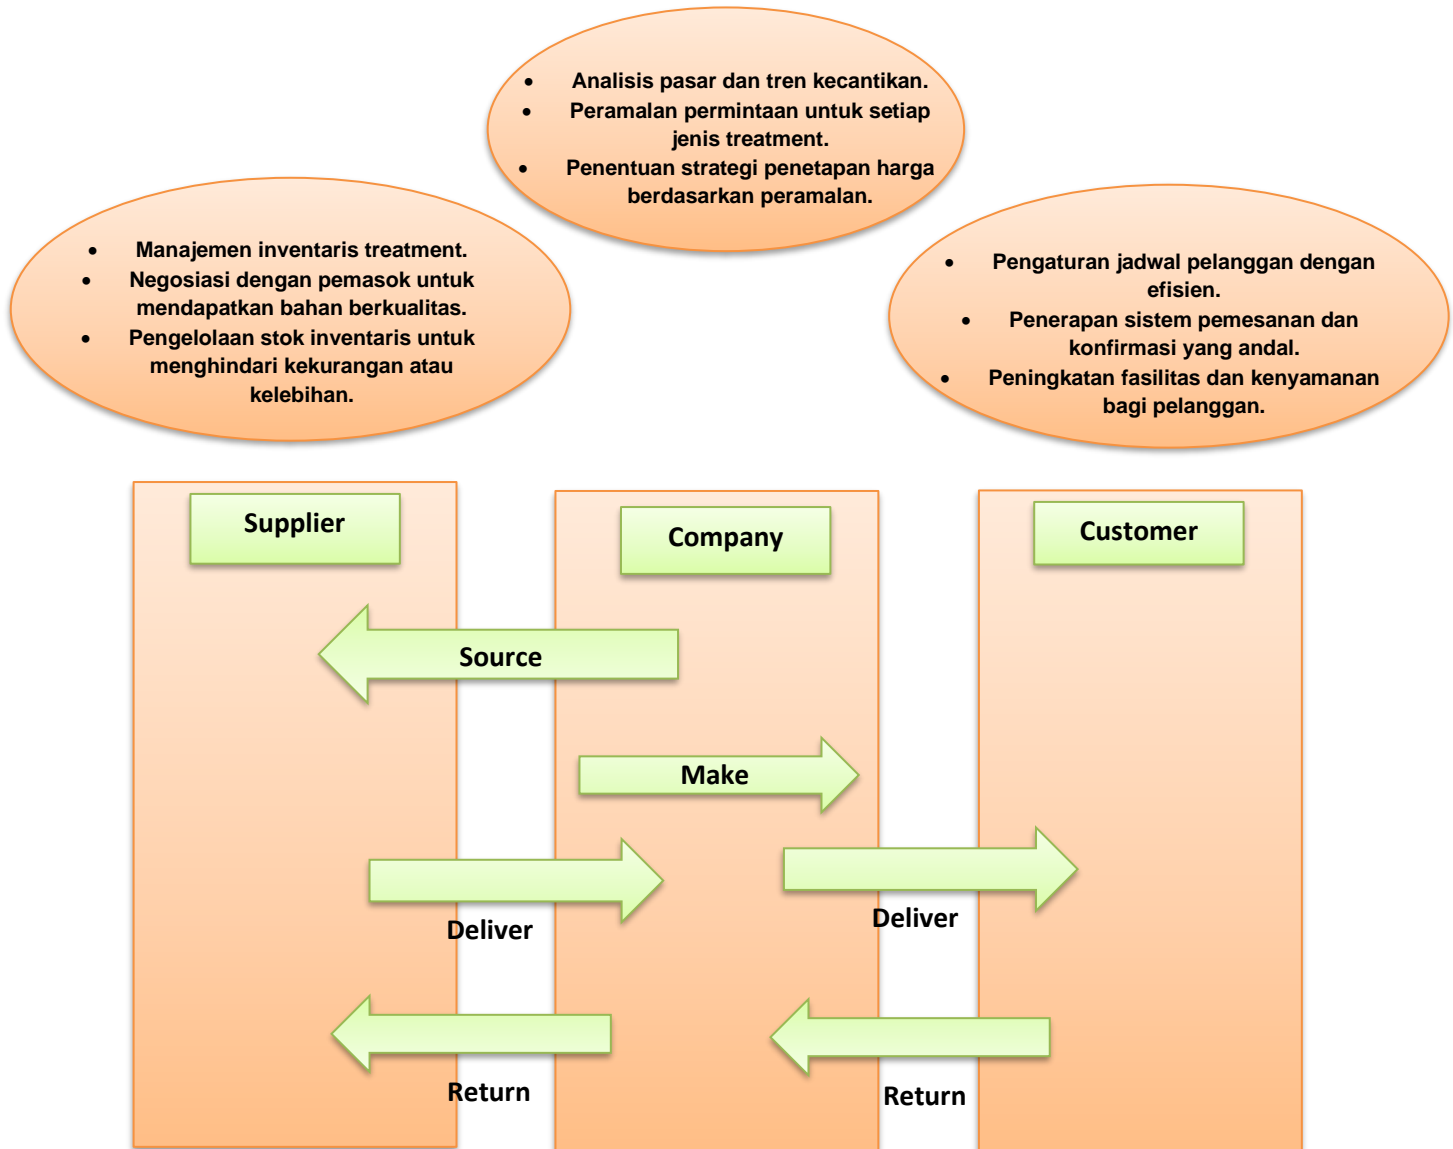 • Analisis pasar dan tren kecantikan.
• Peramalan permintaan untuk setiap
jenis treatment.
• Penentuan strategi penetapan harga
berdasarkan peramalan.
• Manajemen inventaris treatment.
• Negosiasi dengan pemasok untuk
mendapatkan bahan berkualitas.
• Pengelolaan stok inventaris untuk
menghindari kekurangan atau
kelebihan.
• Pengaturan jadwal pelanggan dengan
efisien.
• Penerapan sistem pemesanan dan
konfirmasi yang andal.
• Peningkatan fasilitas dan kenyamanan
bagi pelanggan.
Supplier
Company
Customer
Source
Make
Deliver
Deliver
Return
Return